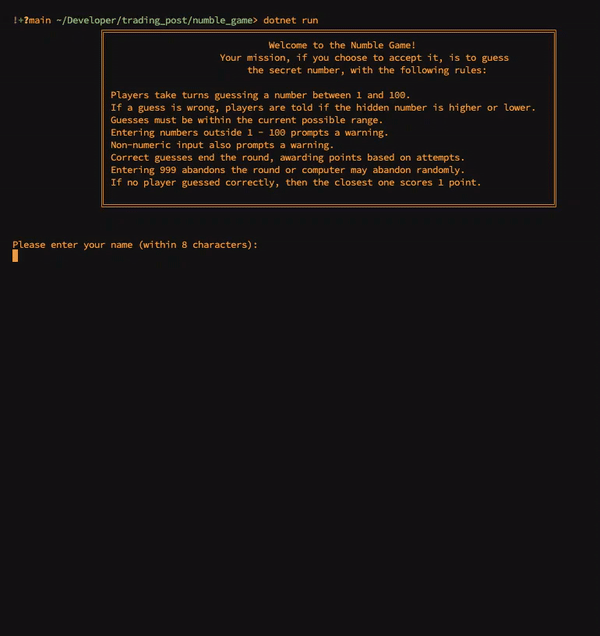 !+?main ~/Developer/trading_post/numble_game> dotnet run
Welcome to the Numble Game!
Your mission, if you choose to accept it, is to guess
the secret number, with the following rules:
Players take turns guessing a number between 1 and 100.
If a guess is wrong, players are told if the hidden number is higher or lower.
Guesses must be within the current possible range.
Entering numbers outside 1 - 100 prompts a warning.
Non-numeric input also prompts a warning.
Correct guesses end the round, awarding points based on attempts.
Entering 999 abandons the round or computer may abandon randomly.
If no player guessed correctly, then the closest one scores 1 point.
Please enter your name (within 8 characters):